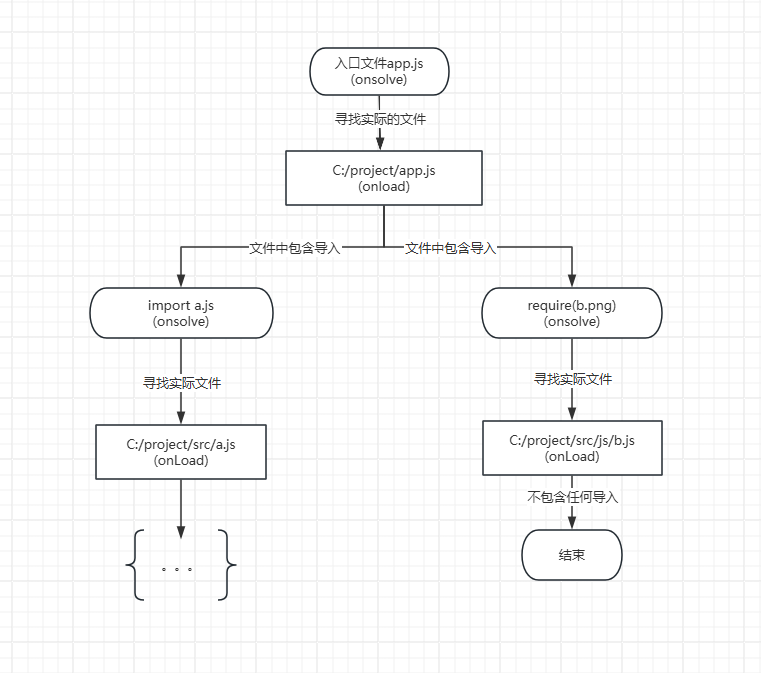 入口文件app.js
(onsolve)
寻找实际的文件
C:/project/app.js
(onload)
文件中包含导入
文件中包含导入
import a.js
(onsolve)
require(b.png)
(onsolve)
寻找实际文件
寻找实际文件
C:/project/src/a.js
(onLoad)
C:/project/src/js/b.js
(onLoad)
不包含任何导入
。。。
结束